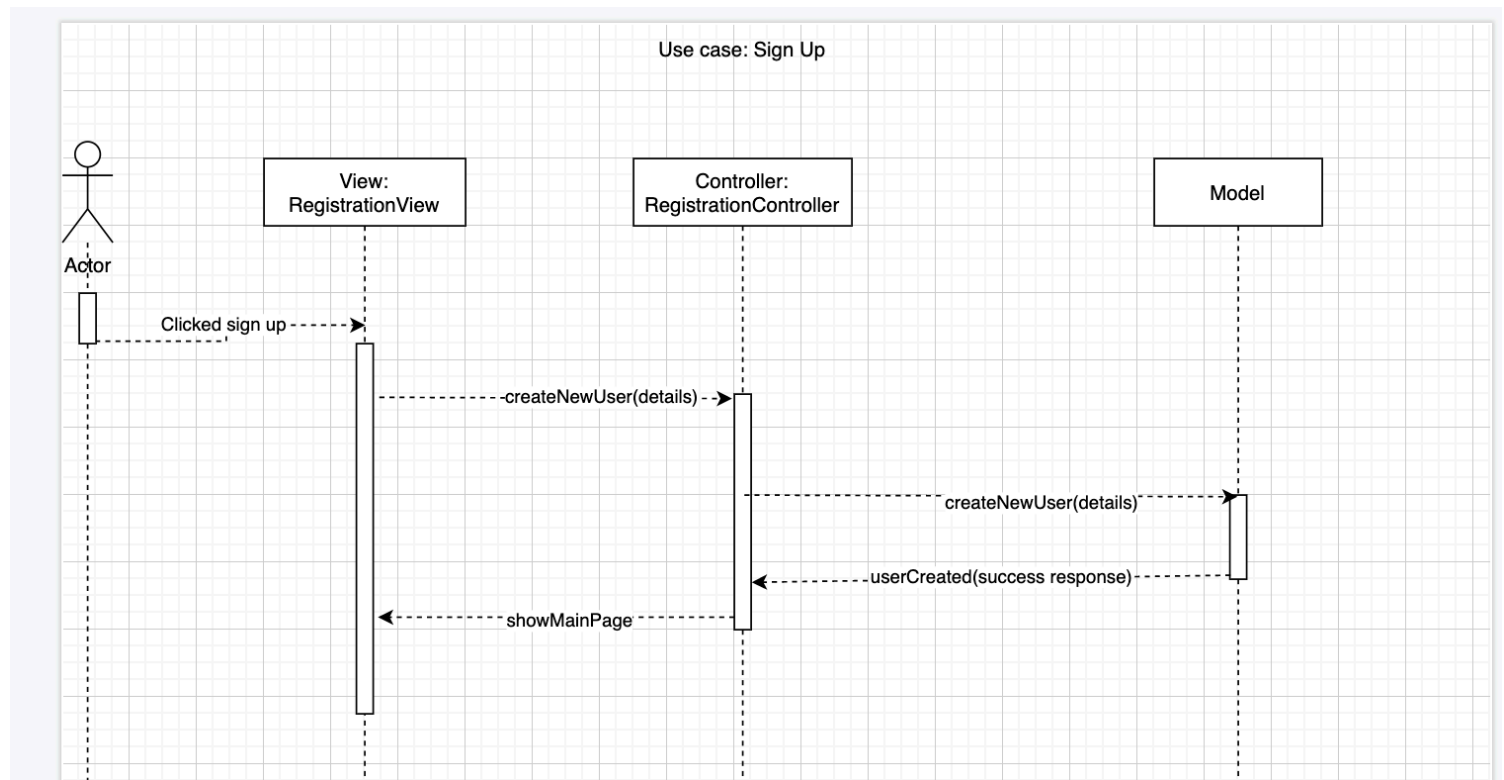 Use case: Sign Up
View:
RegistrationView
Controller:
RegistrationController
Model
Actor
Clicked sign up
createNewUser(details)
createNewUser(details)
userCreated(success response)
showMainPage